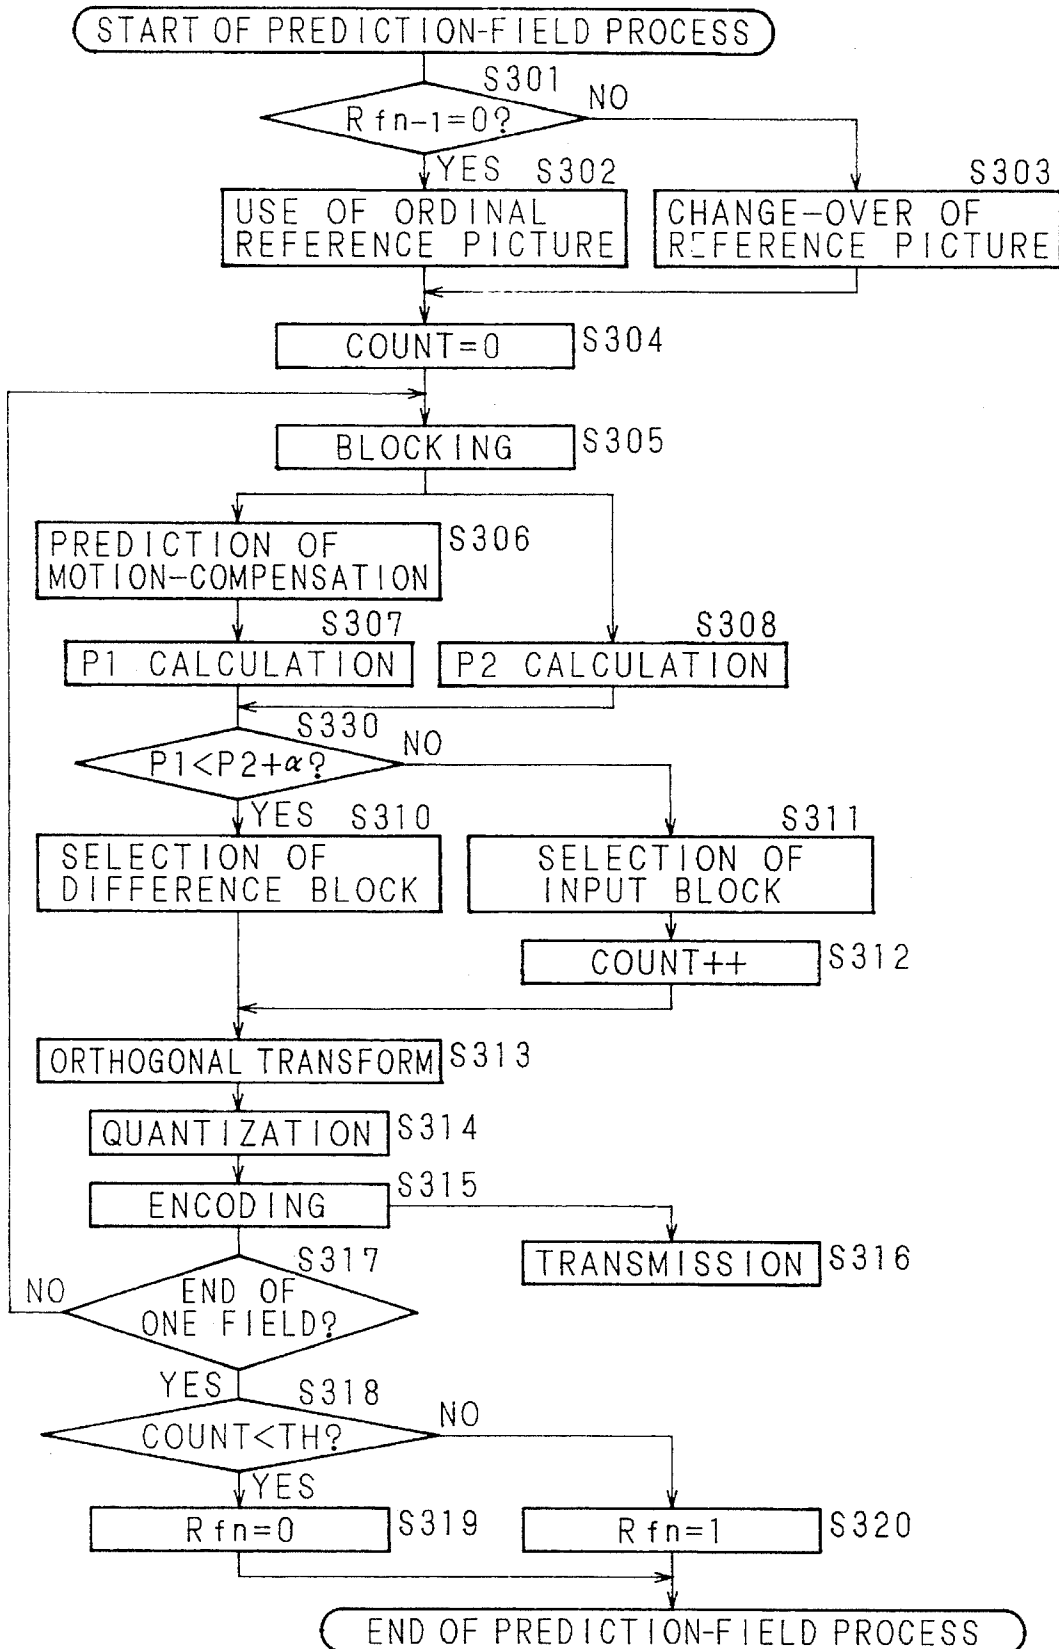 START OF PREDICTION-FIELD PROCESS
S301
Rfn-1=0?
NO
YES
S302
S303
USE OF ORDINAL
REFERENCE PICTURE
CHANGE-OVER OF
REFERENCE PICTURE
COUNT=0
S304
BLOCKING
S305
PREDICTION OF
MOTION-COMPENSATION
S306
S307
S308
P1 CALCULATION
P2 CALCULATION
S330
P1<P2+α?
NO
YES
S310
S311
SELECTION OF
DIFFERENCE BLOCK
SELECTION OF
INPUT BLOCK
COUNT++
S312
ORTHOGONAL TRANSFORM
S313
QUANTIZATION
S314
ENCODING
S315
TRANSMISSION
S316
S317
NO
END OF
ONE FIELD?
YES
S318
COUNT<TH?
NO
YES
Rfn=0
S319
Rfn=1
S320
END OF PREDICTION-FIELD PROCESS